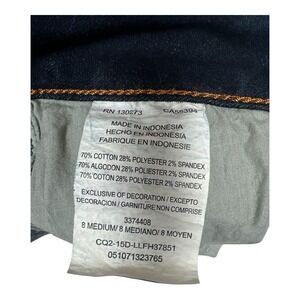 RN 130273 CA56394
MADE IN INDONESIA
HECHO EN INDONESIA
FABRIQUE EN INDONESIE
70% COTTON 28% POLYESTER 2% SPANDEX
70% ALGODON 28% POLIESTER 2% SPANDEX
70% COTON 28% POLYESTER 2% SPANDEX
EXCLUSIVE OF DECORATION / EXCEPTO
DECORACION / GARNITURE NON COMPRISE
3374408
8 MEDIUM/ 8 MEDIANO/ 8 MOYEN
CQ2-15D-LLFH37851
051071323765